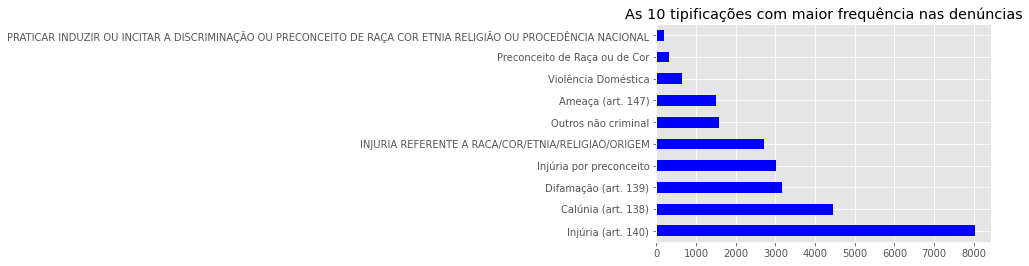 As 10 tipificações com maior frequência nas denúncias
PRATICAR INDUZIR OU INCITAR A DISCRIMINAÇÃO OU PRECONCEITO DE RAÇA COR ETNIA RELIGIÃO OU PROCEDÊNCIA NACIONAL
Preconceito de Raça ou de Cor
Violência Doméstica
Ameaça (art. 147)
Outros não criminal
INJURIA REFERENTE A RACA/COR/ETNIA/RELIGIAO/ORIGEM
Injúria por preconceito
Difamação (art. 139)
Calúnia (art. 138)
Injúria (art. 140)
0 1000 2000 3000 4000 5000 6000 7000 8000